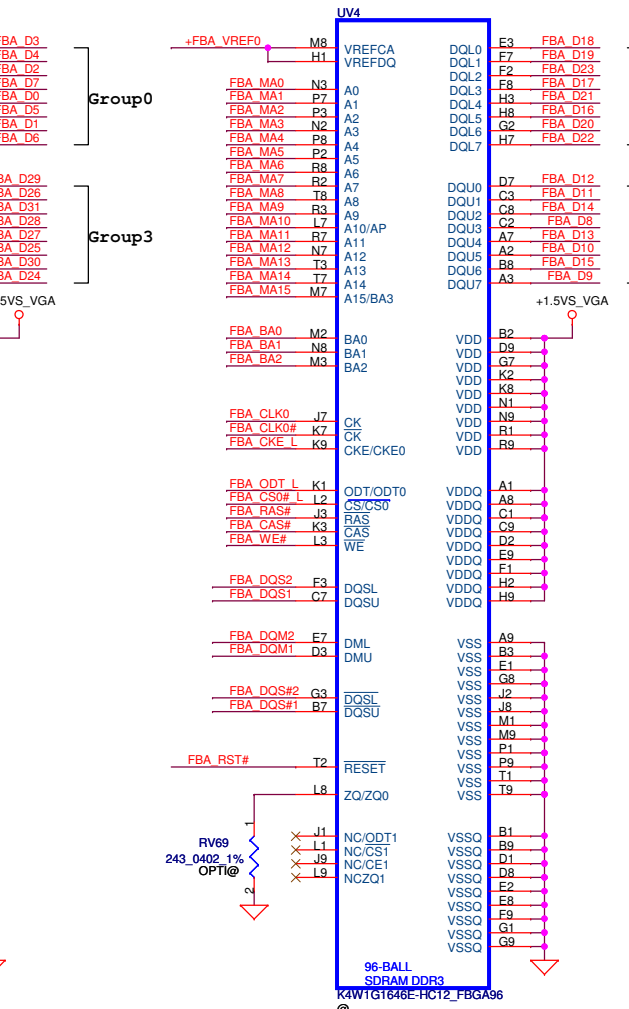 UV4
FBA_D3
FBA_D4
FBA_D2
FBA_D7
FBA_D0
FBA_D5
FBA_D1
FBA_D6
Group0
FBA_D29
FBA_D26
FBA_D31
FBA_D28
FBA_D27
FBA_D25
FBA_D30
FBA_D24
Group3
5VS_VGA
+FBA_VREF0 M8 VREFCA
H1 VREFDQ
FBA_MA0 N3 A0
FBA_MA1 P7 A1
FBA_MA2 P3 A2
FBA_MA3 N2 A3
FBA_MA4 P8 A4
FBA_MA5 P2 A5
FBA_MA6 R8 A6
FBA_MA7 R2 A7
FBA_MA8 T8 A8
FBA_MA9 R3 A9
FBA_MA10 L7 A10/AP
FBA_MA11 R7 A11
FBA_MA12 N7 A12
FBA_MA13 T3 A13
FBA_MA14 T7 A14
FBA_MA15 M7 A15/BA3
FBA_BA0 M2 BA0
FBA_BA1 N8 BA1
FBA_BA2 M3 BA2
FBA_CLK0 J7 CK
FBA_CLK0# K7 CK
FBA_CKE_L K9 CKE/CKE0
FBA_ODT_L K1 ODT/ODT0
FBA_CS0#_L L2 CS/CS0
FBA_RAS# J3 RAS
FBA_CAS# K3 CAS
FBA_WE# L3 WE
FBA_DQS2 F3 DQSL
FBA_DQS1 C7 DQSU
FBA_DQM2 E7 DML
FBA_DQM1 D3 DMU
FBA_DQS#2 G3 DQSL
FBA_DQS#1 B7 DQSU
FBA_RST# T2 RESET
L8 ZQ/ZQ0
1
RV69
243_0402_1%
OPTI@
2
J1 NC/ODT1
L1 NC/CS1
J9 NC/CE1
L9 NCZQ1
DQL0 E3 FBA_D18
DQL1 F7 FBA_D19
DQL2 F2 FBA_D23
DQL3 F8 FBA_D17
DQL4 H3 FBA_D21
DQL5 H8 FBA_D16
DQL6 G2 FBA_D20
DQL7 H7 FBA_D22
DQU0 D7 FBA_D12
DQU1 C3 FBA_D11
DQU2 C8 FBA_D14
DQU3 C2 FBA_D8
DQU4 A7 FBA_D13
DQU5 A2 FBA_D10
DQU6 B8 FBA_D15
DQU7 A3 FBA_D9
+1.5VS_VGA
VDD B2
VDD D9
VDD G7
VDD K2
VDD K8
VDD N1
VDD N9
VDD R1
VDD R9
VDDQ A1
VDDQ A8
VDDQ C1
VDDQ C9
VDDQ D2
VDDQ E9
VDDQ F1
VDDQ H2
VDDQ H9
VSS A9
VSS B3
VSS E1
VSS G8
VSS J2
VSS J8
VSS M1
VSS M9
VSS P1
VSS P9
VSS T1
VSS T9
VSSQ B1
VSSQ B9
VSSQ D1
VSSQ D8
VSSQ E2
VSSQ E8
VSSQ F9
VSSQ G1
VSSQ G9
96-BALL
SDRAM DDR3
K4W1G1646E-HC12_FBGA96
@